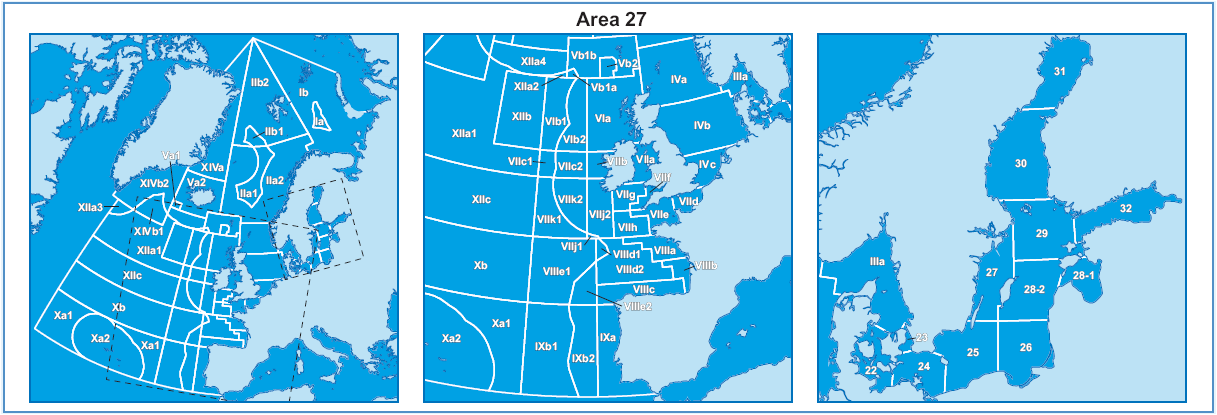 Area 27
IIb2
Ib
Ia
IIb1
Va1
XIVa
XIVb2
Va2
IIa2
IIa1
XIIa3
XIVb1
XIIa1
XIIc
Xb
Xa1
Xa2
Xa1
XIIa4
Vb1b
Vb2
XIIa2
Vb1a
IVa
IIIa
XIIb
VIb1
VIa
XIIa1
VIb2
IVb
VIIc1
VIIc2
VIIb
VIIa
IVc
VIIf
XIIc
VIIk2
VIIg
VIId
VIIk1
VIIj2
VIIe
VIIh
VIIj1
VIIId1
VIIIa
Xb
VIIIe1
VIIId2
VIIIb
VIIIc
VIIIe2
Xa1
Xa2
IXa
IXb1
IXb2
31
30
32
29
IIIa
27
28-1
28-2
23
25
26
24
22